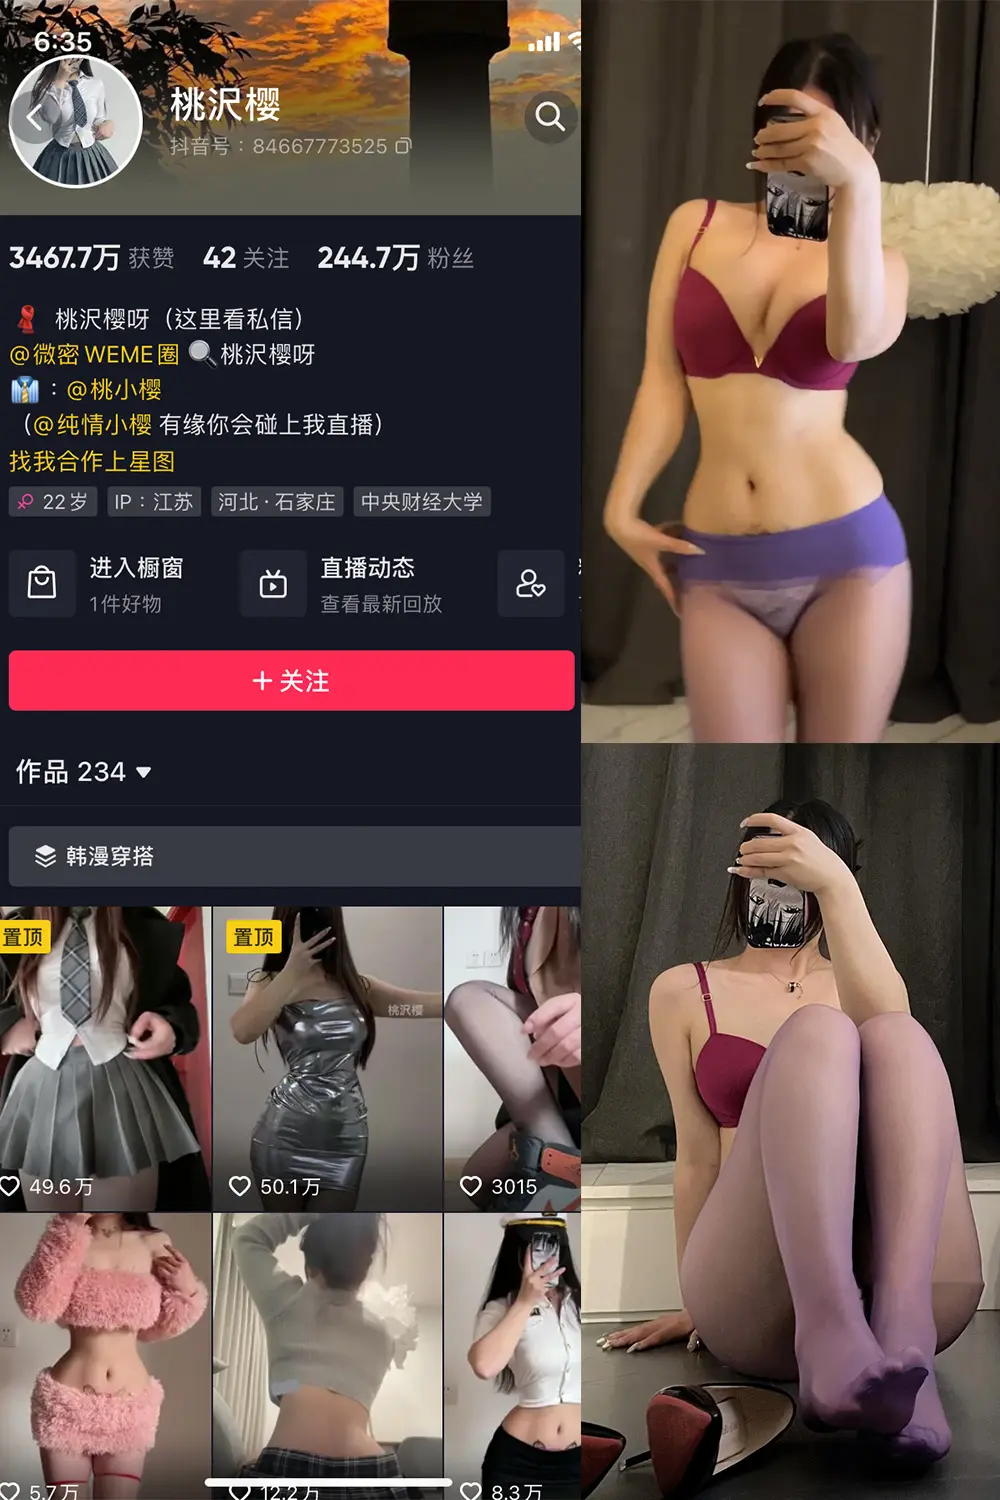 6:35
桃沢樱
抖音号：84667773525
3467.7万 获赞 42 关注 244.7万 粉丝
桃沢樱呀（这里看私信）
@微密WEME圈 桃沢樱呀
：@桃小樱
（@纯情小樱 有缘你会碰上我直播）
找我合作上星图
22岁 IP：江苏 河北·石家庄 中央财经大学
进入橱窗 直播动态
1件好物 查看最新回放
+ 关注
作品 234
韩漫穿搭
置顶 置顶
桃沢樱
49.6万 50.1万 3015
5.7万 12.2万 8.3万